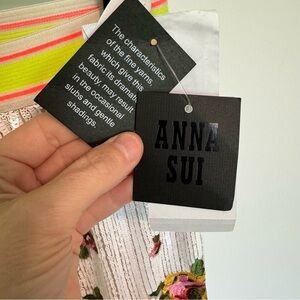 The characteristics
of the fine yarns,
which give this
fabric its dramatic
beauty, may result
in the occasional
slubs and gentle
shadings.
ANNA
SUI